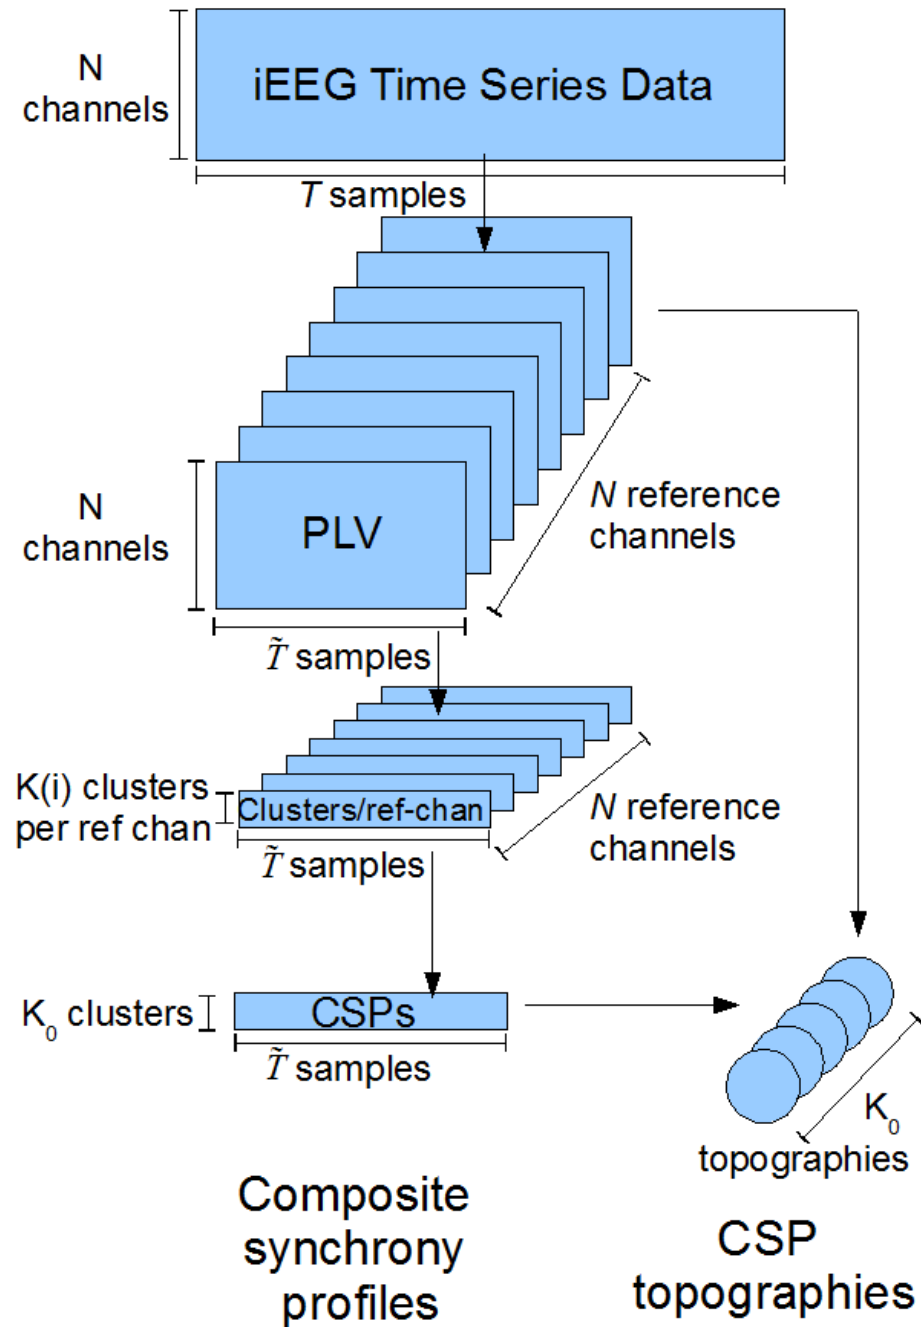 N
channels
iEEG Time Series Data
T samples
N
channels
PLV
N reference
channels
T̃ samples
K(i) clusters
per ref chan
Clusters/ref-chan
N reference
channels
T̃ samples
K₀ clusters
CSPs
T̃ samples
K₀
topographies
Composite
synchrony
profiles
CSP
topographies